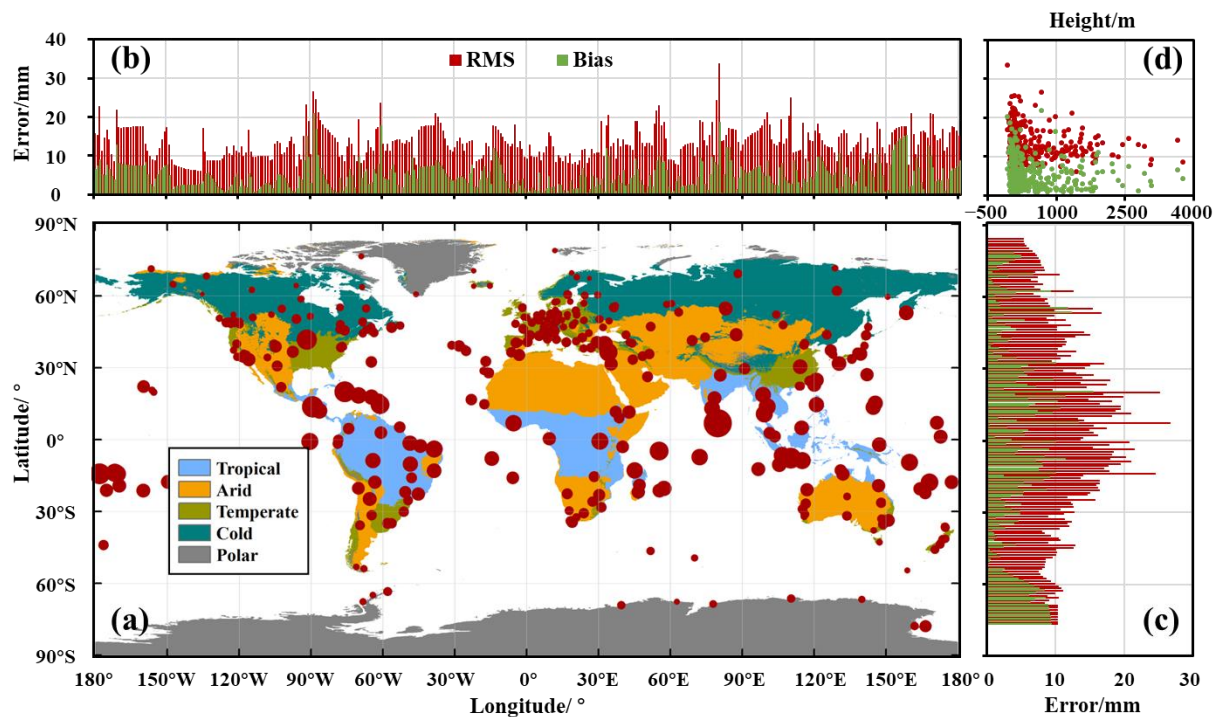 Height/m
40
30
20
10
0
Error/mm
(b)
RMS
Bias
(d)
−500
1000
2500
4000
90°N
60°N
30°N
0°
30°S
60°S
90°S
Latitude/ °
Tropical
Arid
Temperate
Cold
Polar
(a)
(c)
180°
150°W
120°W
90°W
60°W
30°W
0°E
30°E
60°E
90°E
120°E
150°E
180°
0
10
20
30
Longitude/ °
Error/mm